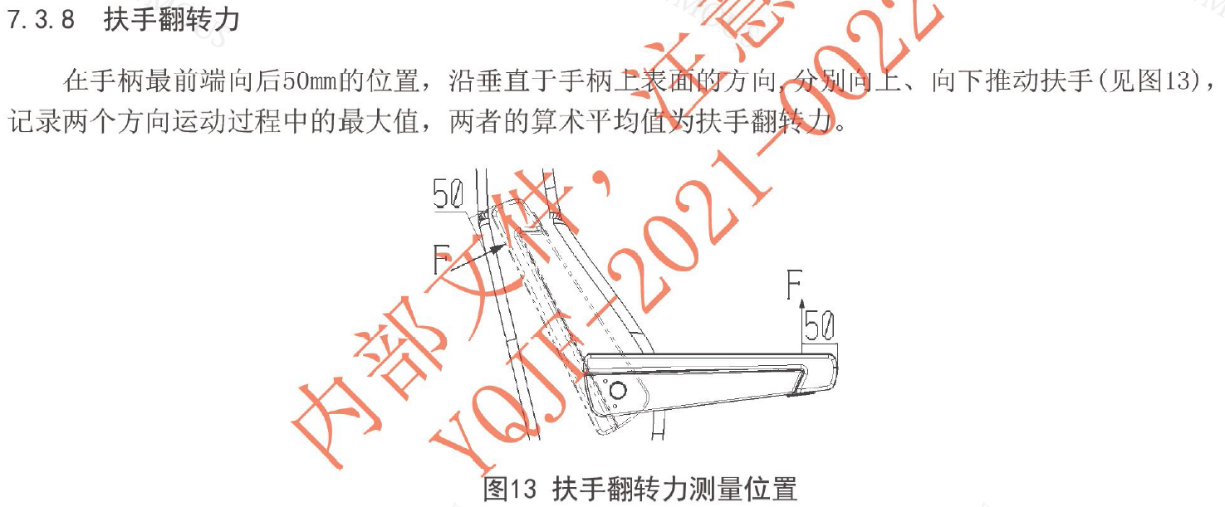 7.3.8 扶手翻转力
在手柄最前端向后50mm的位置，沿垂直于手柄上表面的方向,分别向上、向下推动扶手(见图13)，
记录两个方向运动过程中的最大值，两者的算术平均值为扶手翻转力。
50
F
F
50
图13 扶手翻转力测量位置
内部文件，注意
YQJF-2021-0022